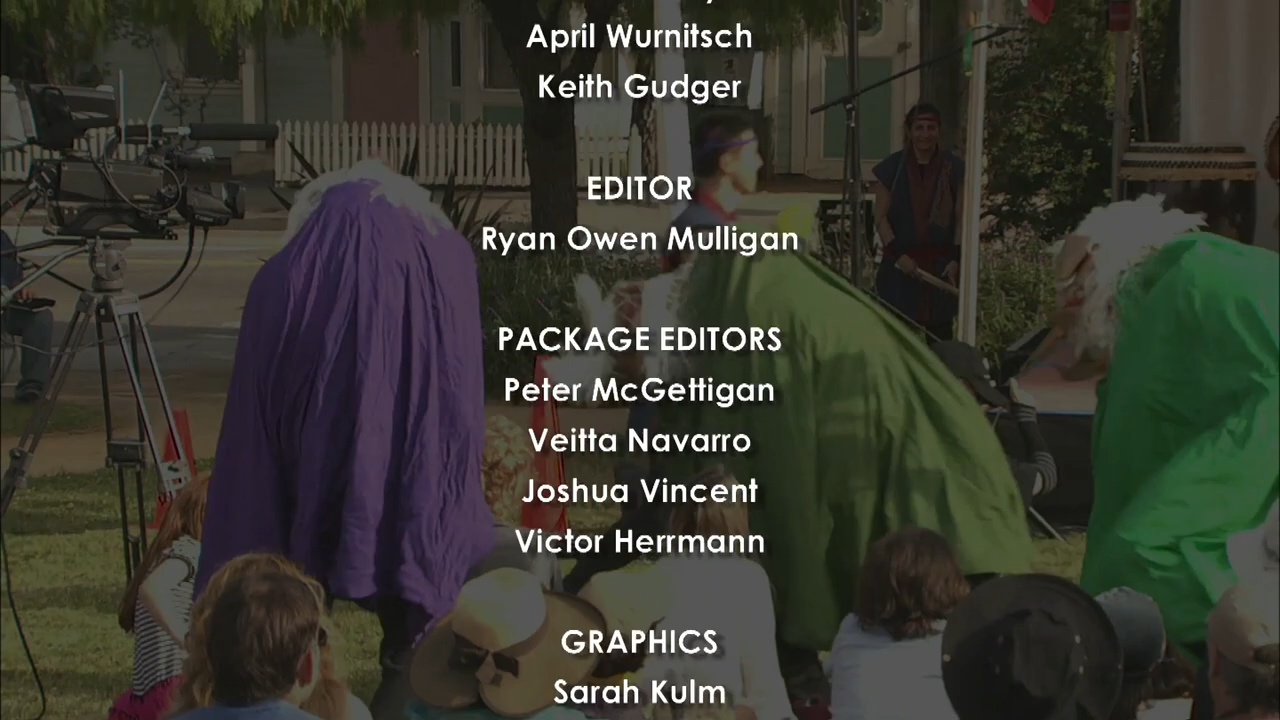 April Wurnitsch
Keith Gudger
EDITOR
Ryan Owen Mulligan
PACKAGE EDITORS
Peter McGettigan
Veitta Navarro
Joshua Vincent
Victor Herrmann
GRAPHICS
Sarah Kulm